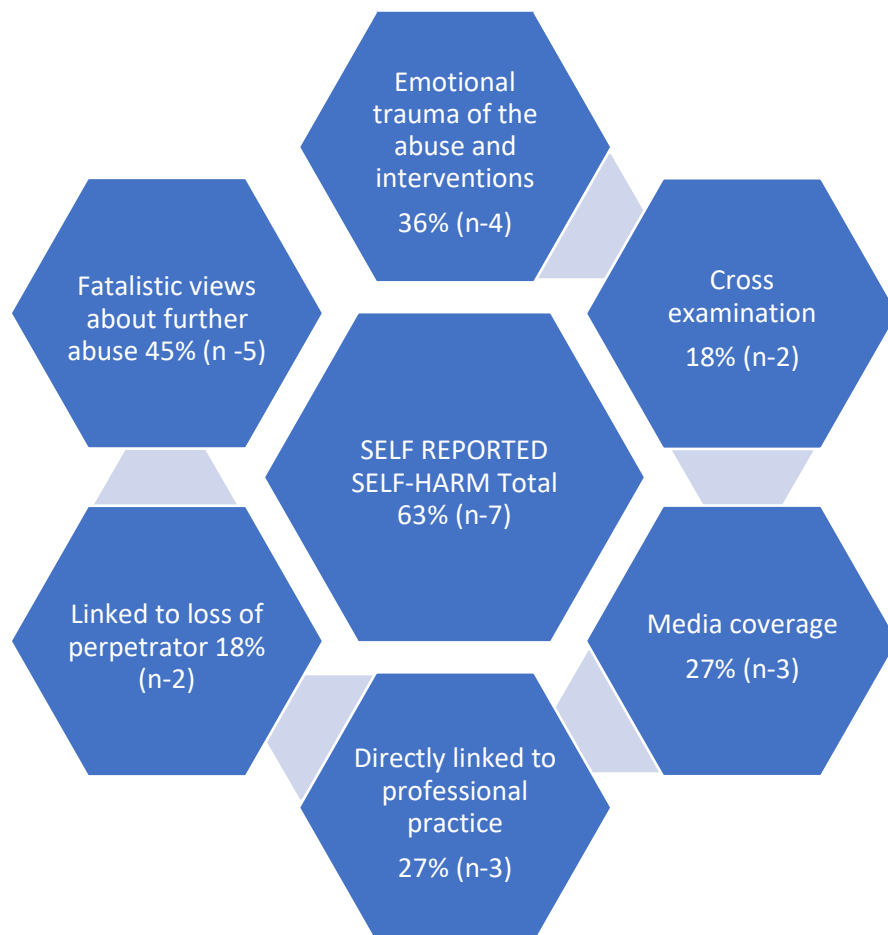 Emotional
trauma of the
abuse and
interventions
36% (n-4)
Cross
examination
18% (n-2)
Media coverage
27% (n-3)
Directly linked to
professional
practice
27% (n-3)
Linked to loss of
perpetrator 18%
(n-2)
Fatalistic views
about further
abuse 45% (n -5)
SELF REPORTED
SELF-HARM Total
63% (n-7)